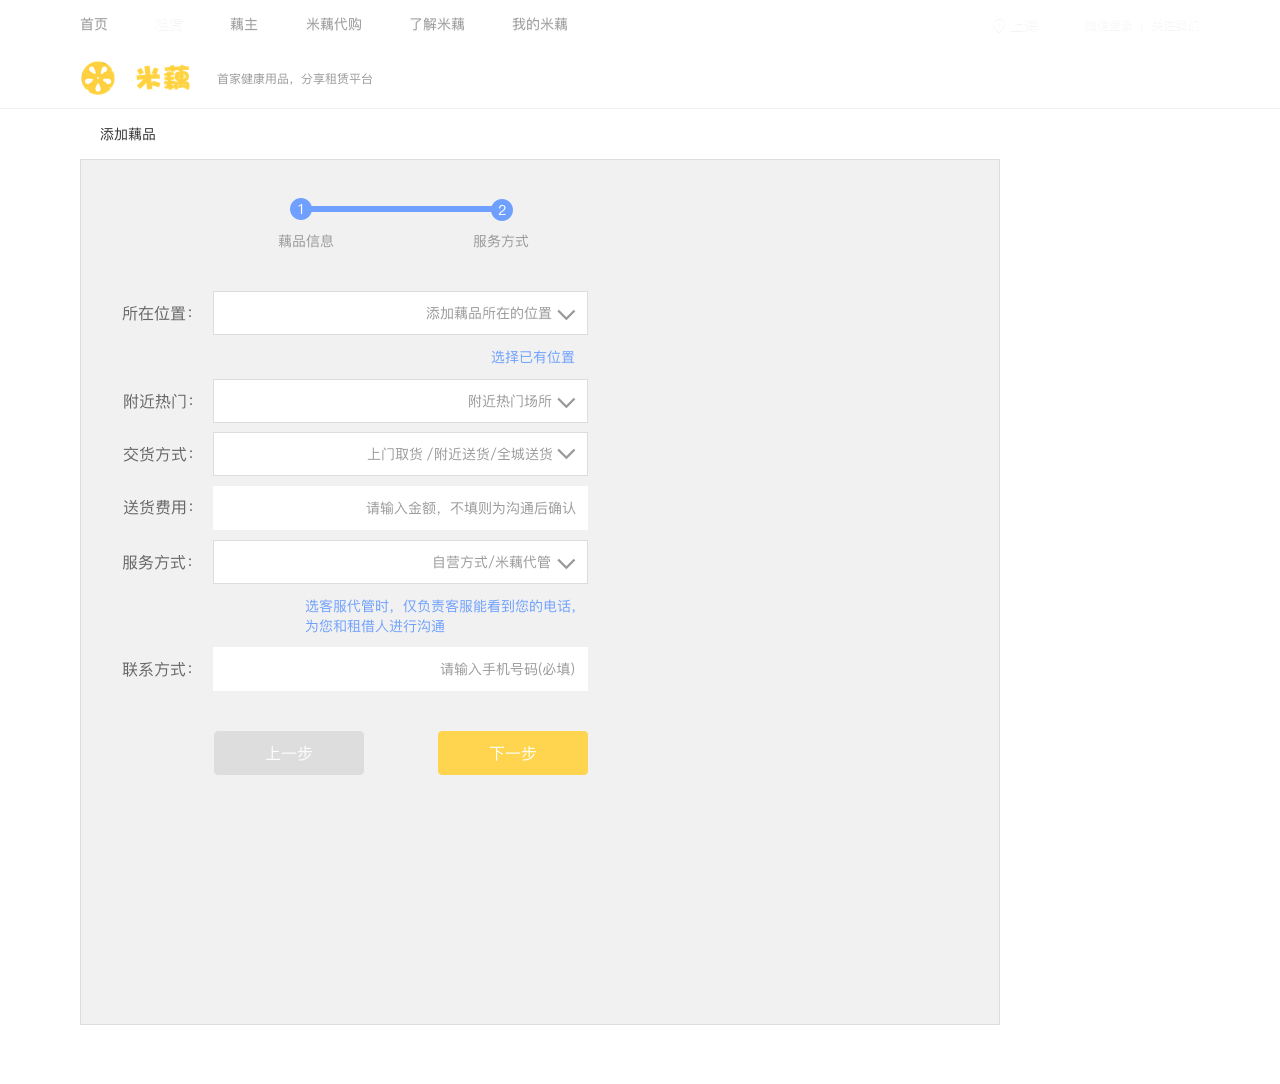 首页 藕主 米藕代购 了解米藕 我的米藕
米藕 首家健康用品，分享租赁平台
添加藕品
1 2
藕品信息 服务方式
所在位置： 添加藕品所在的位置
选择已有位置
附近热门： 附近热门场所
交货方式： 上门取货 /附近送货/全城送货
送货费用： 请输入金额，不填则为沟通后确认
服务方式： 自营方式/米藕代管
选客服代管时，仅负责客服能看到您的电话，
为您和租借人进行沟通
联系方式： 请输入手机号码(必填)
上一步 下一步